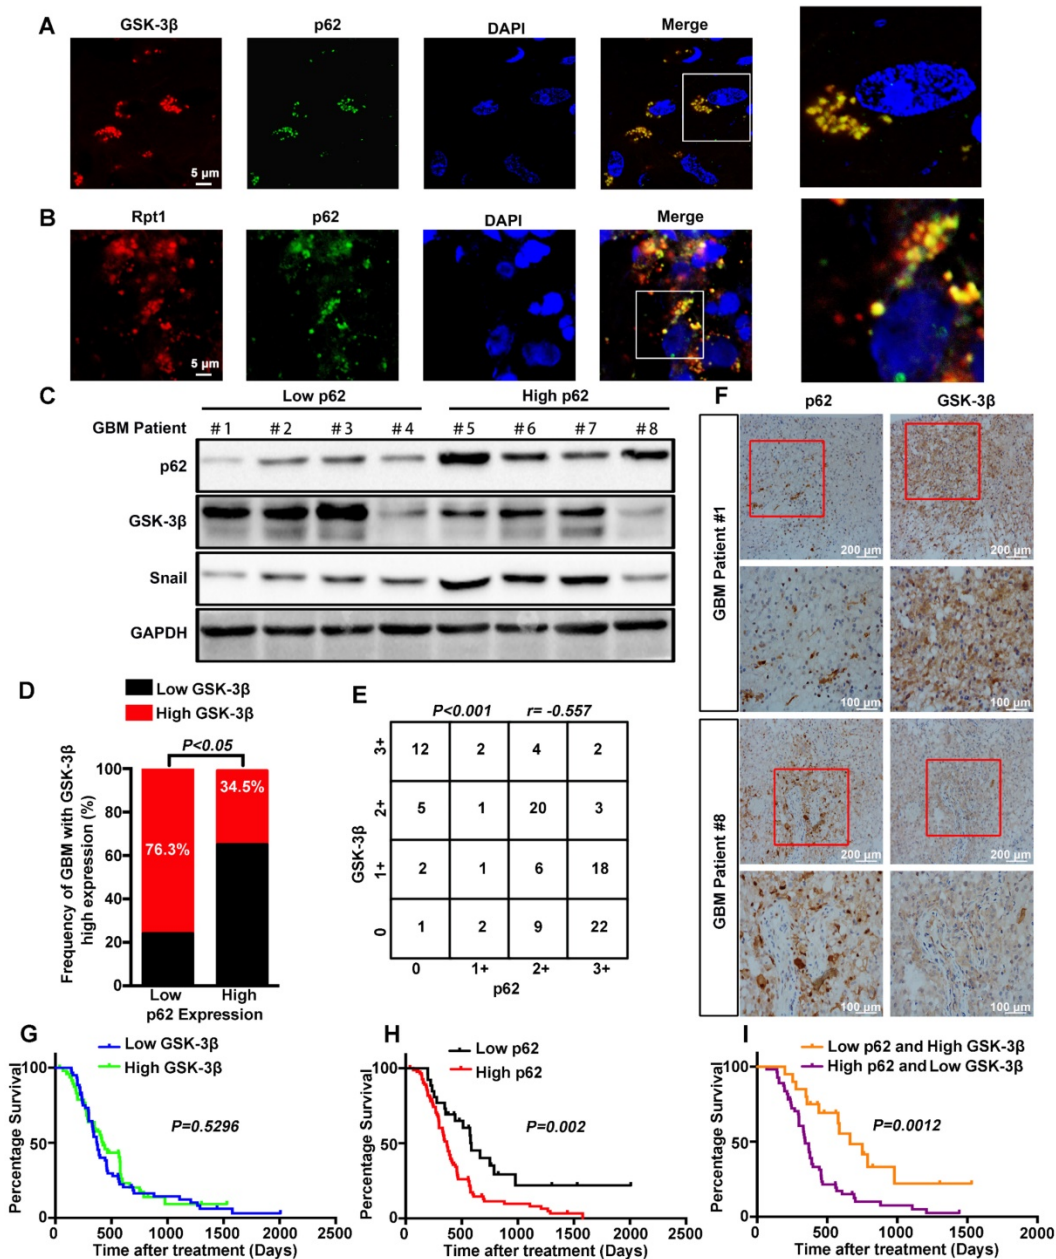 A
GSK-3β p62 DAPI Merge
5 μm
B
Rpt1 p62 DAPI Merge
5 μm
C
Low p62 High p62
GBM Patient #1 #2 #3 #4 #5 #6 #7 #8
p62
GSK-3β
Snail
GAPDH
D
Low GSK-3β
High GSK-3β
P<0.05
Frequency of GBM with GSK-3β
high expression (%)
100
80
60
40
20
0
76.3%
34.5%
Low High
p62 Expression
E
P<0.001 r= -0.557
GSK-3β
3+ 12 2 4 2
2+ 5 1 20 3
1+ 2 1 6 18
0 1 2 9 22
0 1+ 2+ 3+
p62
F
p62 GSK-3β
GBM Patient #1
200 μm 200 μm
100 μm 100 μm
GBM Patient #8
200 μm 200 μm
100 μm 100 μm
G
Low GSK-3β
High GSK-3β
Percentage Survival
100
50
0
P=0.5296
0 500 1000 1500 2000 2500
Time after treatment (Days)
H
Low p62
High p62
Percentage Survival
100
50
0
P=0.002
0 500 1000 1500 2000 2500
Time after treatment (Days)
I
Low p62 and High GSK-3β
High p62 and Low GSK-3β
Percentage Survival
100
50
0
P=0.0012
0 500 1000 1500 2000
Time after treatment (Days)